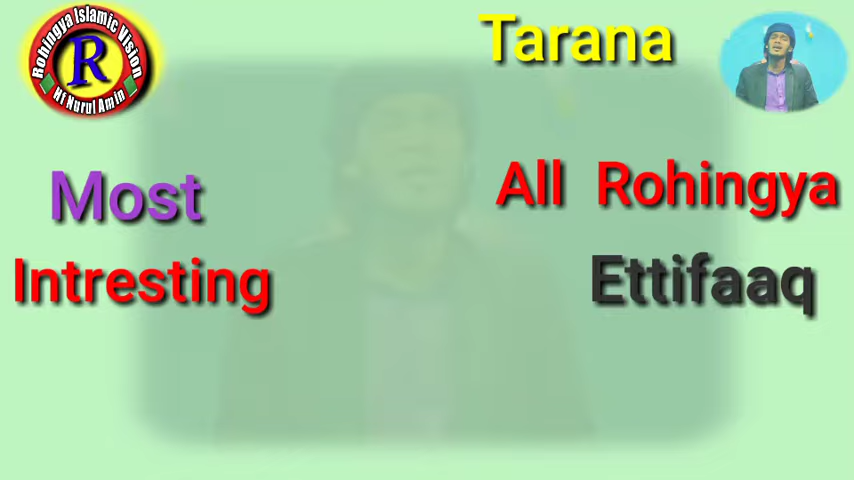 Rohingya Islamic Vision
R
Hf Nurul Amin
Tarana
Most
Intresting
All Rohingya
Ettifaaq